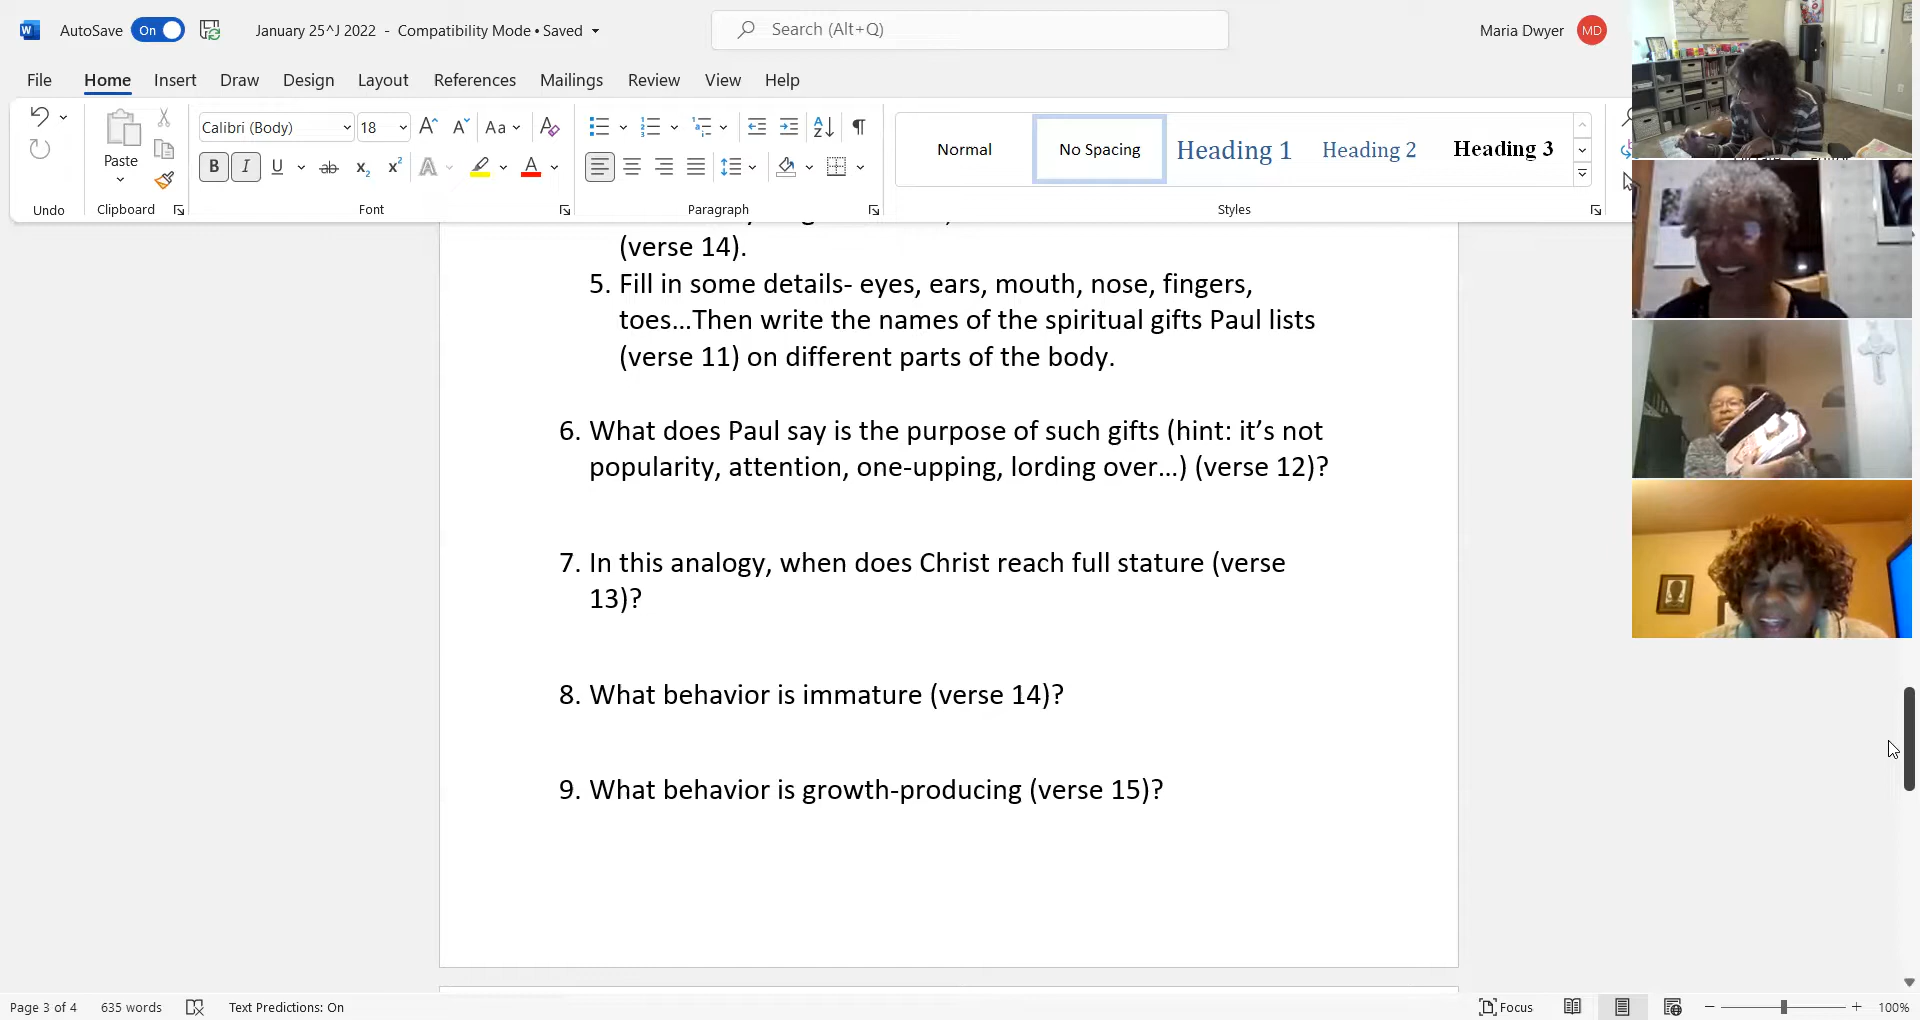 AutoSave On January 25^J 2022 - Compatibility Mode • Saved Search (Alt+Q) Maria Dwyer MD
File Home Insert Draw Design Layout References Mailings Review View Help
Calibri (Body) 18 Aa
Paste
B I U ab x2 x2 A A
Normal No Spacing Heading 1 Heading 2 Heading 3
Undo Clipboard Font Paragraph Styles
(verse 14).
5. Fill in some details- eyes, ears, mouth, nose, fingers,
toes...Then write the names of the spiritual gifts Paul lists
(verse 11) on different parts of the body.
6. What does Paul say is the purpose of such gifts (hint: it’s not
popularity, attention, one-upping, lording over...) (verse 12)?
7. In this analogy, when does Christ reach full stature (verse
13)?
8. What behavior is immature (verse 14)?
9. What behavior is growth-producing (verse 15)?
Page 3 of 4 635 words Text Predictions: On Focus 100%